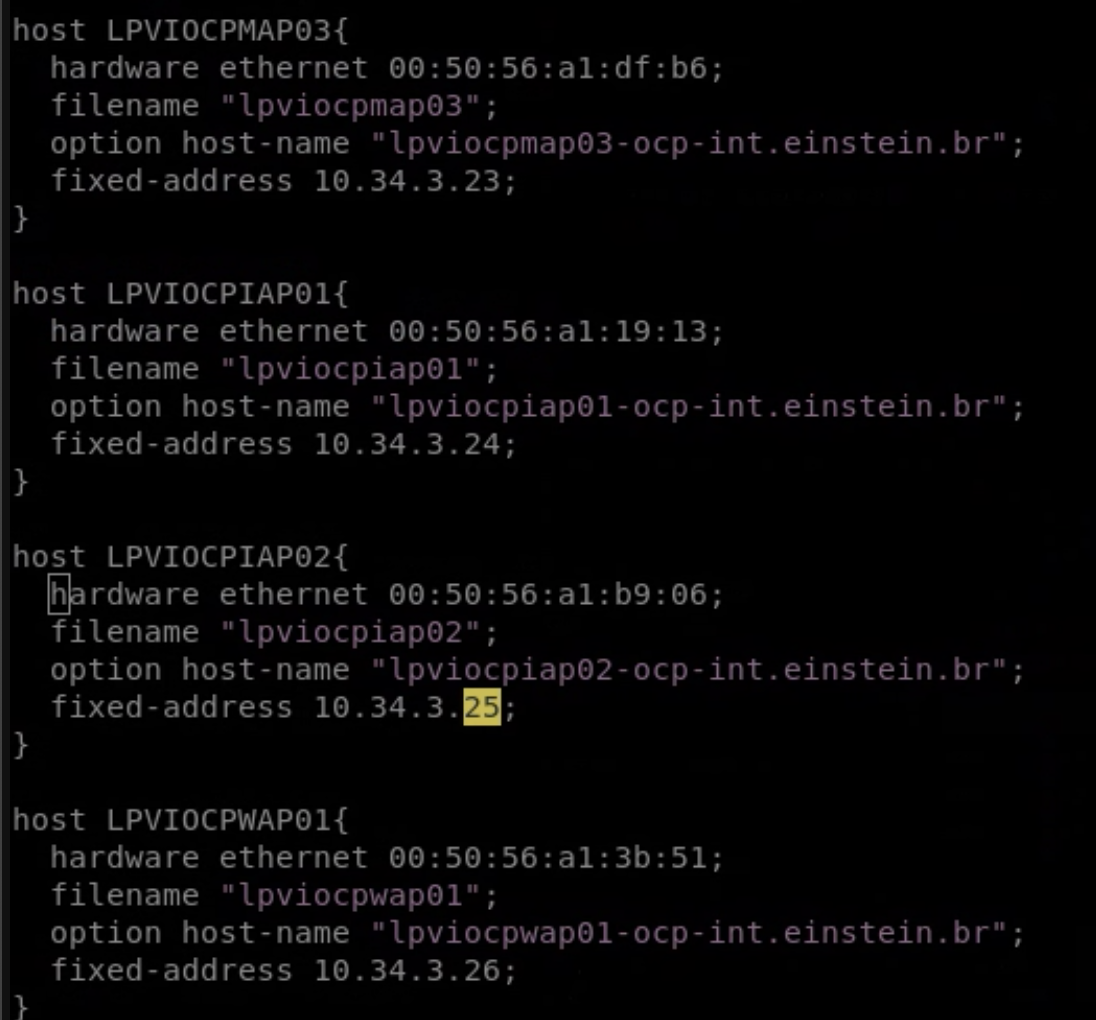 host LPVIOCPMAP03{
  hardware ethernet 00:50:56:a1:df:b6;
  filename "lpviocpmap03";
  option host-name "lpviocpmap03-ocp-int.einstein.br";
  fixed-address 10.34.3.23;
}

host LPVIOCPIAP01{
  hardware ethernet 00:50:56:a1:19:13;
  filename "lpviocpiap01";
  option host-name "lpviocpiap01-ocp-int.einstein.br";
  fixed-address 10.34.3.24;
}

host LPVIOCPIAP02{
  hardware ethernet 00:50:56:a1:b9:06;
  filename "lpviocpiap02";
  option host-name "lpviocpiap02-ocp-int.einstein.br";
  fixed-address 10.34.3.25;
}

host LPVIOCPWAP01{
  hardware ethernet 00:50:56:a1:3b:51;
  filename "lpviocpwap01";
  option host-name "lpviocpwap01-ocp-int.einstein.br";
  fixed-address 10.34.3.26;
}